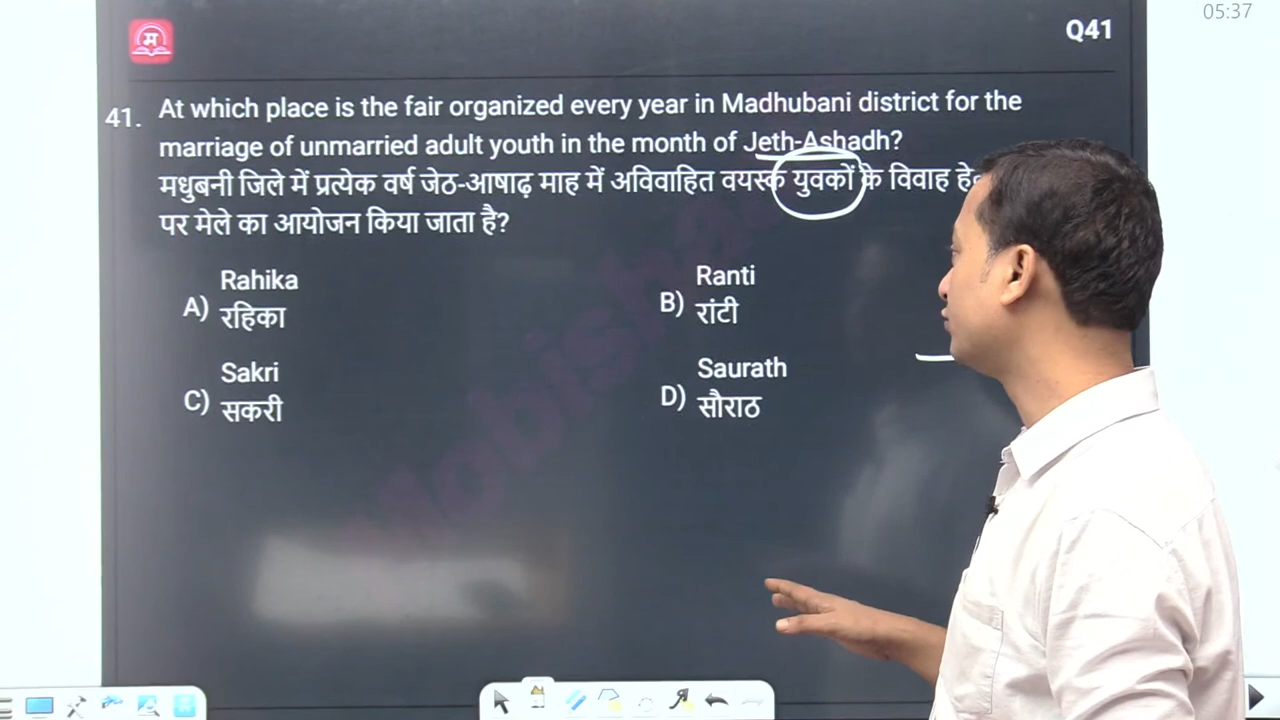 05:37
म
Q41
41. At which place is the fair organized every year in Madhubani district for the
marriage of unmarried adult youth in the month of Jeth-Ashadh?
मधुबनी जिले में प्रत्येक वर्ष जेठ-आषाढ़ माह में अविवाहित वयस्क युवकों के विवाह
पर मेले का आयोजन किया जाता है?
A) Rahika
रहिका
B) Ranti
रांटी
C) Sakri
सकरी
D) Saurath
सौराठ